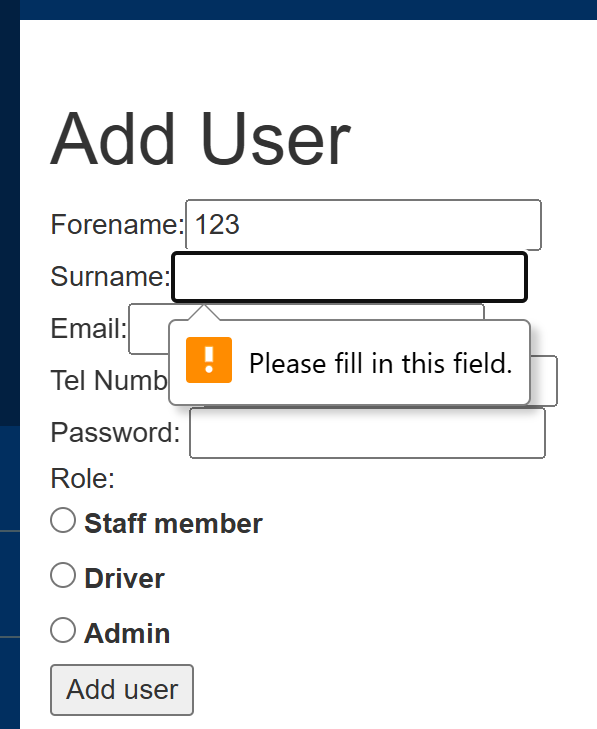 Add User
Forename: 123
Surname:
Email:
Please fill in this field.
Tel Numb
Password:
Role:
Staff member
Driver
Admin
Add user